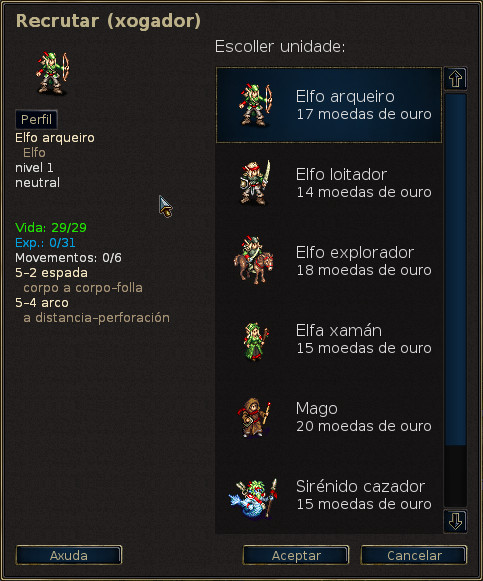 Recrutar (xogador)
Perfil
Elfo arqueiro
Elfo
nivel 1
neutral
Vida: 29/29
Exp.: 0/31
Movementos: 0/6
5–2 espada
corpo a corpo–folla
5–4 arco
a distancia–perforación
Escoller unidade:
Elfo arqueiro
17 moedas de ouro
Elfo loitador
14 moedas de ouro
Elfo explorador
18 moedas de ouro
Elfa xamán
15 moedas de ouro
Mago
20 moedas de ouro
Sirénido cazador
15 moedas de ouro
Axuda
Aceptar
Cancelar